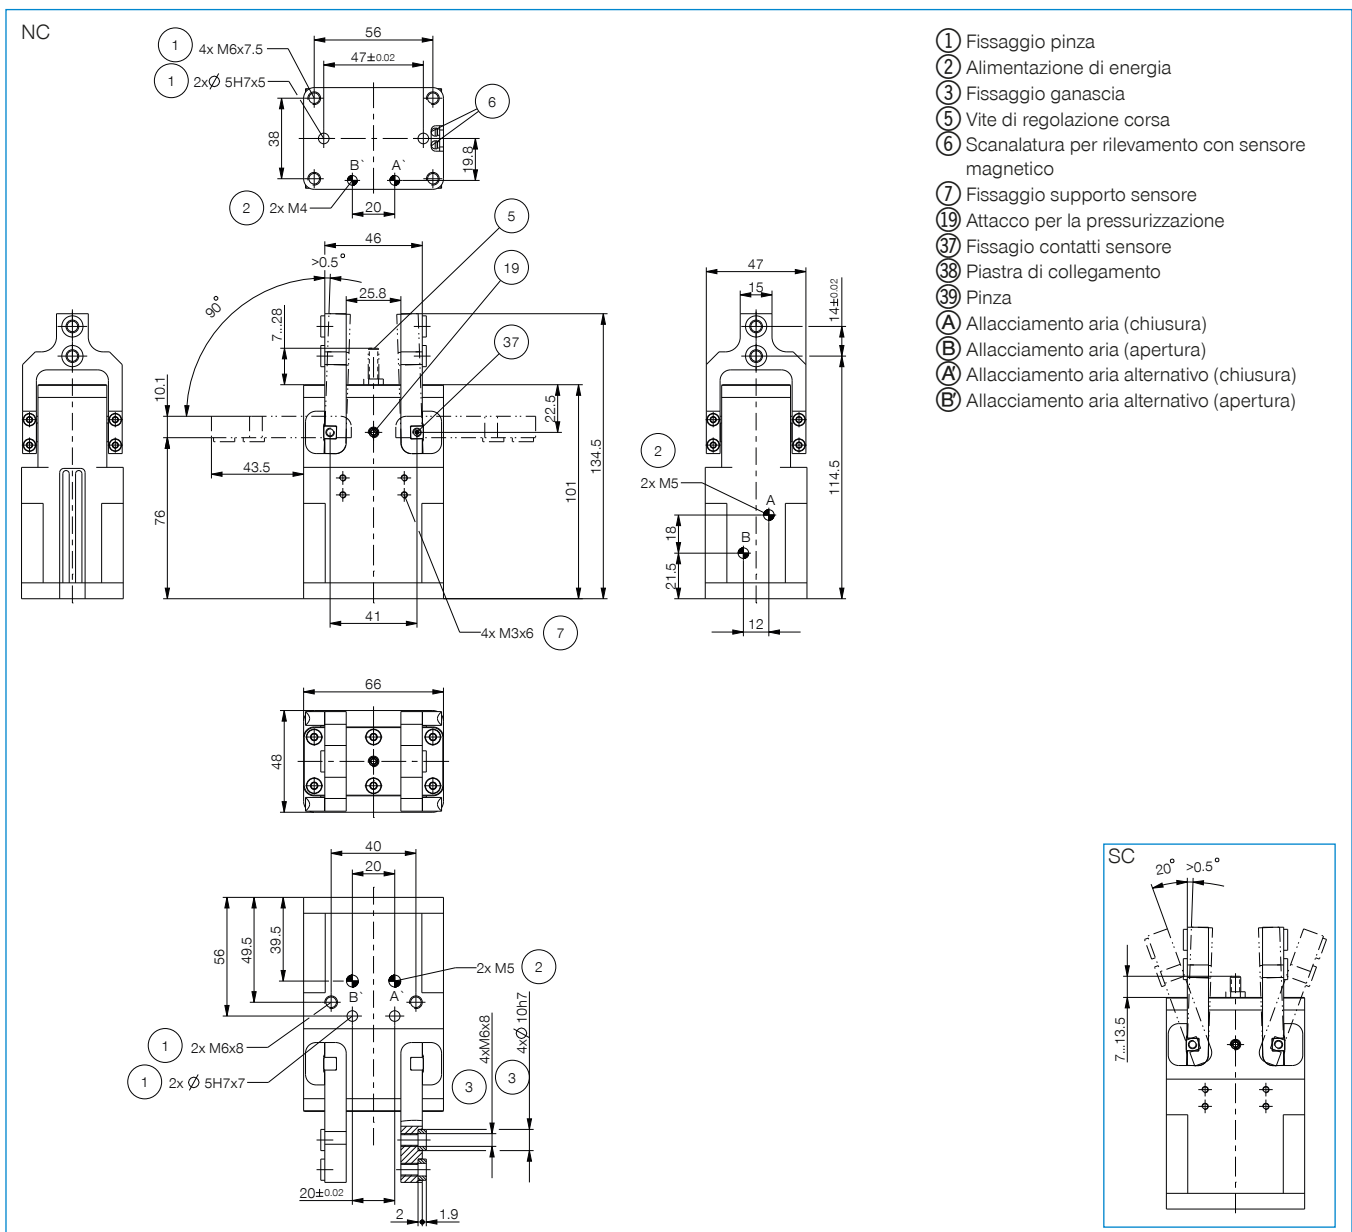 NC
1 4x M6x7.5
1 2xØ 5H7x5
56
47±0.02
38
6
19.8
B` A`
2 2x M4
20
5
46
>0.5°
19
25.8
90°
7...28
37
10.1
22.5
43.5
76
134.5
101
41
4x M3x6 7
47
15
14±0.02
2
2x M5
A
B
18
21.5
114.5
12
66
48
40
20
56
49.5
39.5
2x M5 2
B` A`
1 2x M6x8
1 2x Ø 5H7x7
4xM6x8
4xØ 10h7
3
3
20±0.02
2 1.9
1 Fissaggio pinza
2 Alimentazione di energia
3 Fissaggio ganascia
5 Vite di regolazione corsa
6 Scanalatura per rilevamento con sensore
magnetico
7 Fissaggio supporto sensore
19 Attacco per la pressurizzazione
37 Fissagio contatti sensore
38 Piastra di collegamento
39 Pinza
A Allacciamento aria (chiusura)
B Allacciamento aria (apertura)
A' Allacciamento aria alternativo (chiusura)
B' Allacciamento aria alternativo (apertura)
SC
20° >0.5°
7...13.5